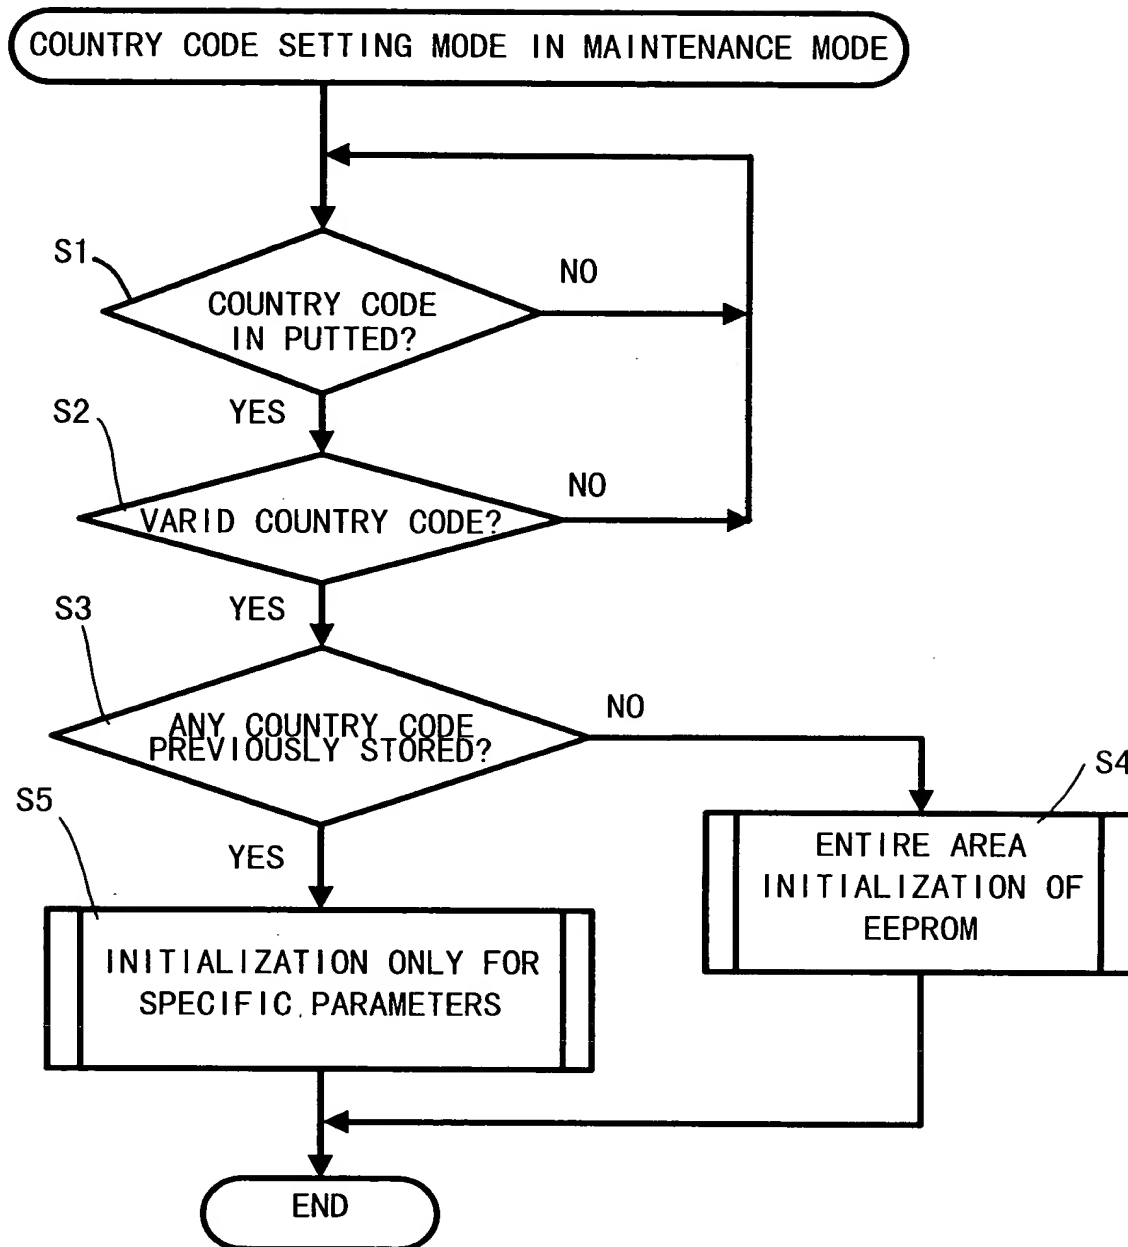 COUNTRY CODE SETTING MODE IN MAINTENANCE MODE
S1
NO
COUNTRY CODE
IN PUTTED?
YES
S2
NO
VARID COUNTRY CODE?
YES
S3
NO
ANY COUNTRY CODE
PREVIOUSLY STORED?
S4
S5
YES
ENTIRE AREA
INITIALIZATION OF
EEPROM
INITIALIZATION ONLY FOR
SPECIFIC PARAMETERS
END